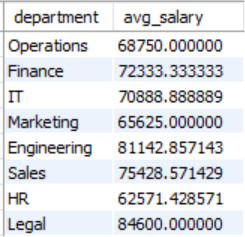 department avg_salary
Operations 68750.000000
Finance 72333.333333
IT 70888.888889
Marketing 65625.000000
Engineering 81142.857143
Sales 75428.571429
HR 62571.428571
Legal 84600.000000